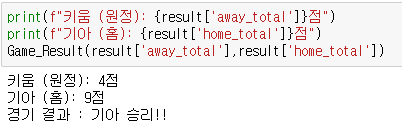 print(f"키움 (원정): {result['away_total']}점")
print(f"기아 (홈): {result['home_total']}점")
Game_Result(result['away_total'],result['home_total'])
키움 (원정): 4점
기아 (홈): 9점
경기 결과 : 기아 승리!!